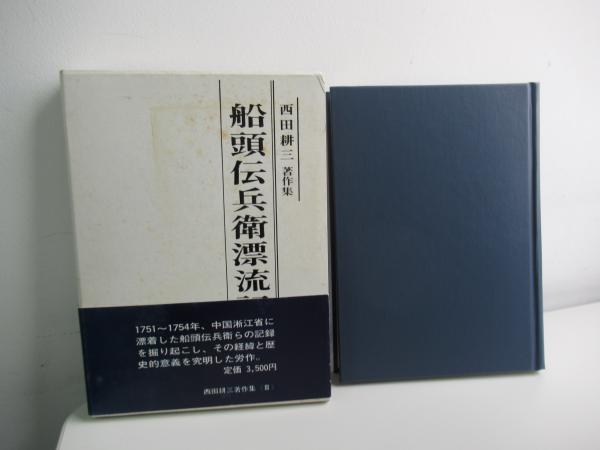 西田耕三著作集
船頭伝兵衛漂流記
1751〜1754年、中国淅江省に
漂着した船頭伝兵衛らの記録
を掘り起こし、その経緯と歴
史的意義を究明した労作。
定価 3,500円
西田耕三著作集〈Ⅱ〉